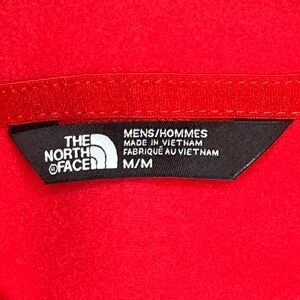 THE
NORTH
®FACE
MENS/HOMMES
MADE IN VIETNAM
FABRIQUÉ AU VIETNAM
M/M